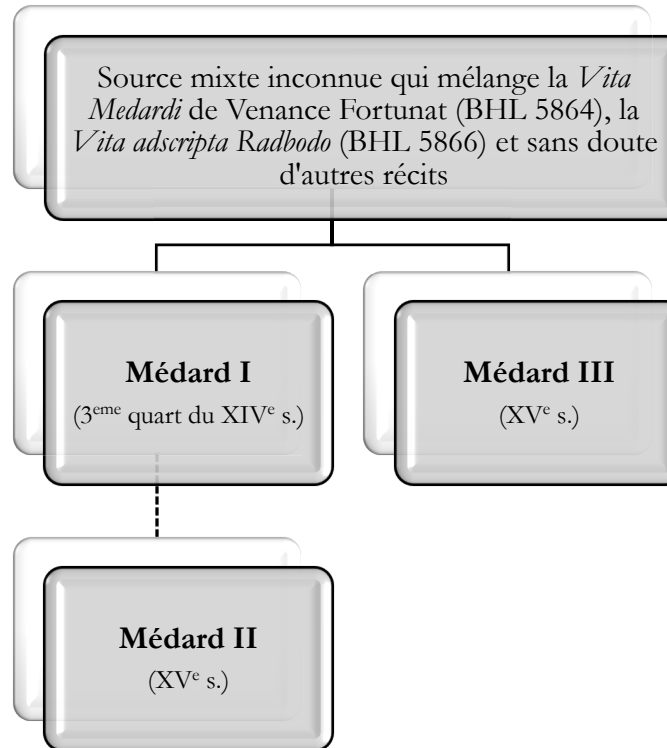 Source mixte inconnue qui mélange la Vita
Medardi de Venance Fortunat (BHL 5864), la
Vita adscripta Radbodo (BHL 5866) et sans doute
d'autres récits
Médard I
(3eme quart du XIVe s.)
Médard III
(XVe s.)
Médard II
(XVe s.)